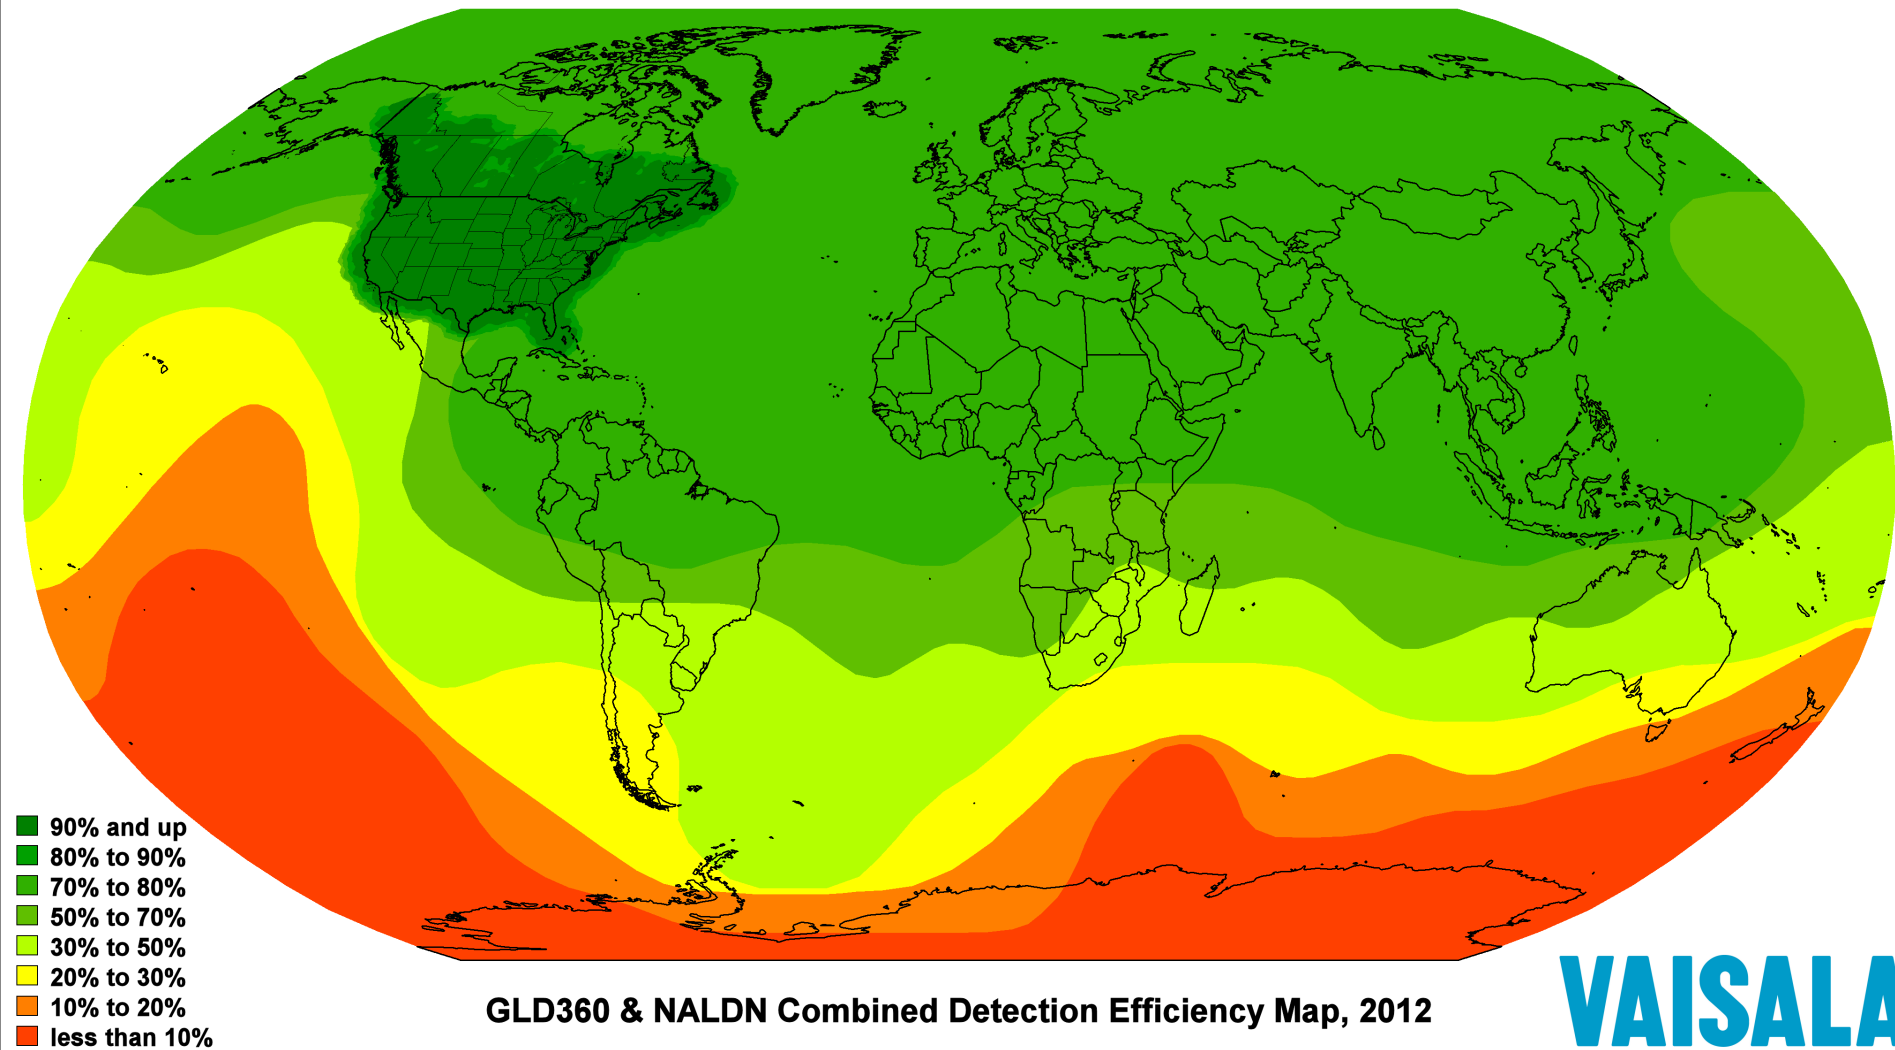 90% and up
80% to 90%
70% to 80%
50% to 70%
30% to 50%
20% to 30%
10% to 20%
less than 10%
GLD360 & NALDN Combined Detection Efficiency Map, 2012
VAISALA